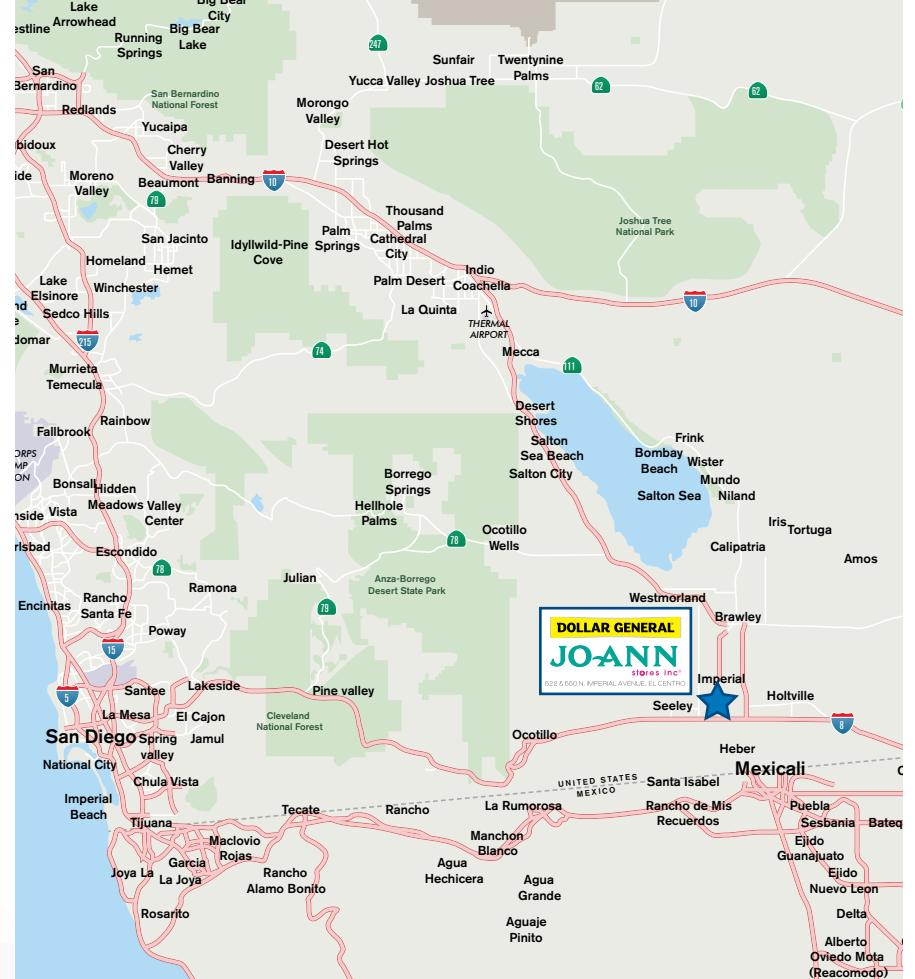 Big Bear
City
Lake
Arrowhead
estline
Big Bear
Lake
Running
Springs
247
Sunfair
Twentynine
Palms
San
Bernardino
Yucca Valley
Joshua Tree
62
62
San Bernardino
National Forest
Redlands
Morongo
Valley
Yucaipa
bidoux
Cherry
Valley
Desert Hot
Springs
ide
Moreno
Valley
Beaumont
Banning
10
79
Thousand
Palms
Joshua Tree
National Park
San Jacinto
Idyllwild-Pine
Cove
Palm
Springs
Cathedral
City
Homeland
Hemet
Indio
Coachella
Lake
Elsinore
Winchester
Palm Desert
10
nd
e
Sedco Hills
La Quinta
THERMAL
AIRPORT
domar
215
74
Mecca
111
Murrieta
Temecula
Desert
Shores
Rainbow
Fallbrook
Salton
Sea Beach
Frink
ORPS
MP
ON
Bombay
Beach
Wister
Salton City
Mundo
Bonsall
Hidden
Meadows
Borrego
Springs
Salton Sea
Niland
nside
Vista
Valley
Center
Hellhole
Palms
Iris
Tortuga
rlsbad
Escondido
78
Ocotillo
Wells
Calipatria
Amos
78
Ramona
Julian
Anza-Borrego
Desert State Park
Encinitas
Rancho
Santa Fe
79
Westmorland
Brawley
Poway
DOLLAR GENERAL
JO-ANN
stores inc
522 & 550 N. IMPERIAL AVENUE, EL CENTRO
15
Imperial
5
Santee
Lakeside
Pine valley
Holtville
Seeley
La Mesa
El Cajon
Cleveland
National Forest
8
San Diego
Spring
valley
Jamul
Ocotillo
Heber
National City
Mexicali
Chula Vista
UNITED STATES
MEXICO
Santa Isabel
Imperial
Beach
Tecate
Rancho
La Rumorosa
Rancho de Mis
Recuerdos
Puebla
Tijuana
Sesbania
Bateq
Maclovio
Rojas
Manchon
Blanco
Ejido
Guanajuato
Garcia
Joya La
La Joya
Rancho
Alamo Bonito
Agua
Hechicera
Agua
Grande
Ejido
Nuevo Leon
Rosarito
Aguaje
Pinito
Delta
Alberto
Oviedo Mota
(Reacomodo)